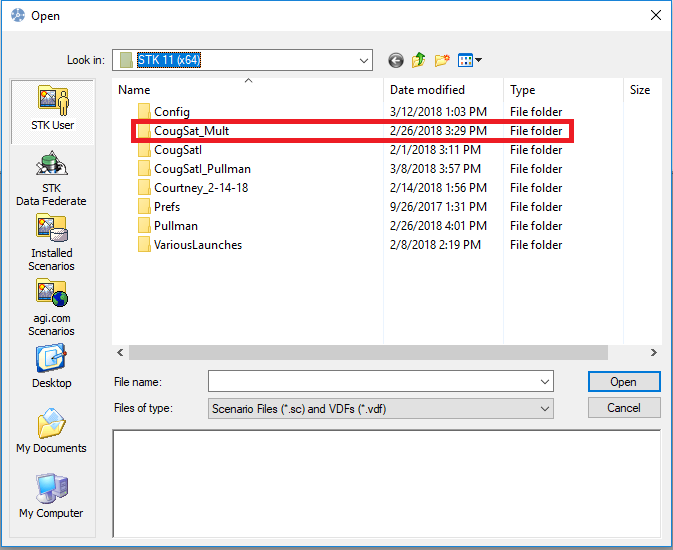 Open
Look in: STK 11 (x64)
Name Date modified Type Size
Config 3/12/2018 1:03 PM File folder
CougSat_Mult 2/26/2018 3:29 PM File folder
CougSatI 2/1/2018 3:11 PM File folder
CougSatI_Pullman 3/8/2018 3:57 PM File folder
Courtney_2-14-18 2/14/2018 1:56 PM File folder
Prefs 9/26/2017 1:31 PM File folder
Pullman 2/26/2018 4:01 PM File folder
VariousLaunches 2/8/2018 2:19 PM File folder
STK User
STK
Data Federate
Installed
Scenarios
agi.com
Scenarios
Desktop
My Documents
My Computer
File name:
Open
Files of type: Scenario Files (*.sc) and VDFs (*.vdf)
Cancel